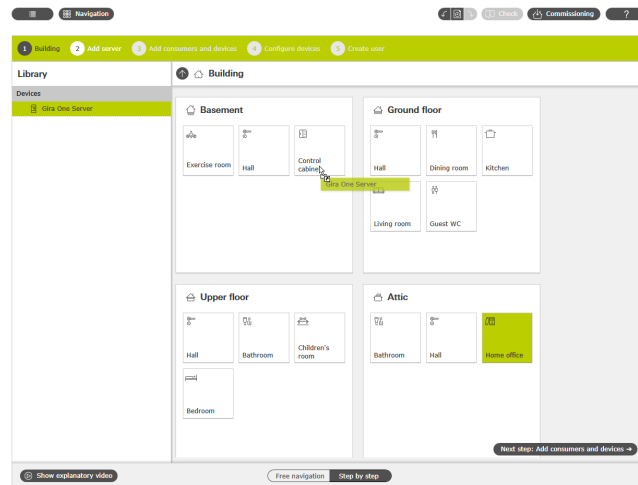 Navigation
Check
Commissioning
?
1 Building
2 Add server
3 Add consumers and devices
4 Configure devices
5 Create user
Library
Building
Devices
Gira One Server
Basement
Ground floor
Exercise room
Hall
Control
cabinet
Hall
Dining room
Kitchen
Gira One Server
Living room
Guest WC
Upper floor
Attic
Hall
Bathroom
Children's
room
Bathroom
Hall
Home office
Bedroom
Next step: Add consumers and devices →
Show explanatory video
Free navigation
Step by step